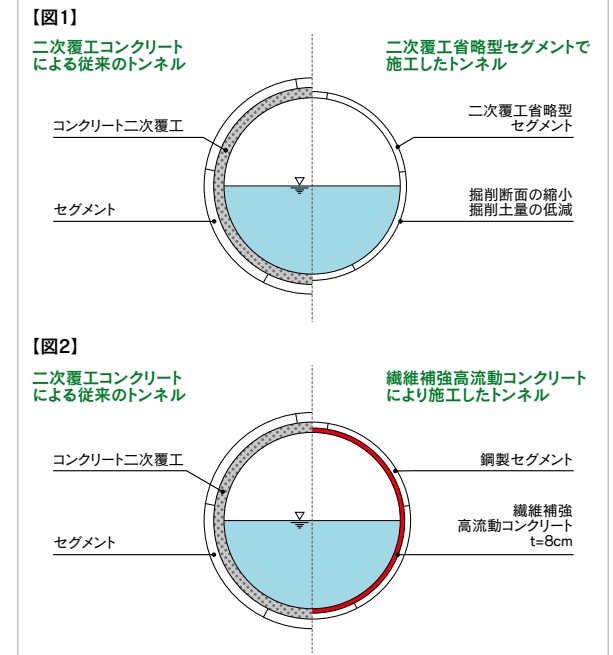 【図1】
二次覆工コンクリート
による従来のトンネル
二次覆工省略型セグメントで
施工したトンネル
コンクリート二次覆工
セグメント
二次覆工省略型
セグメント
掘削断面の縮小
掘削土量の低減
【図2】
二次覆工コンクリート
による従来のトンネル
繊維補強高流動コンクリート
により施工したトンネル
コンクリート二次覆工
セグメント
鋼製セグメント
繊維補強
高流動コンクリート
t=8cm